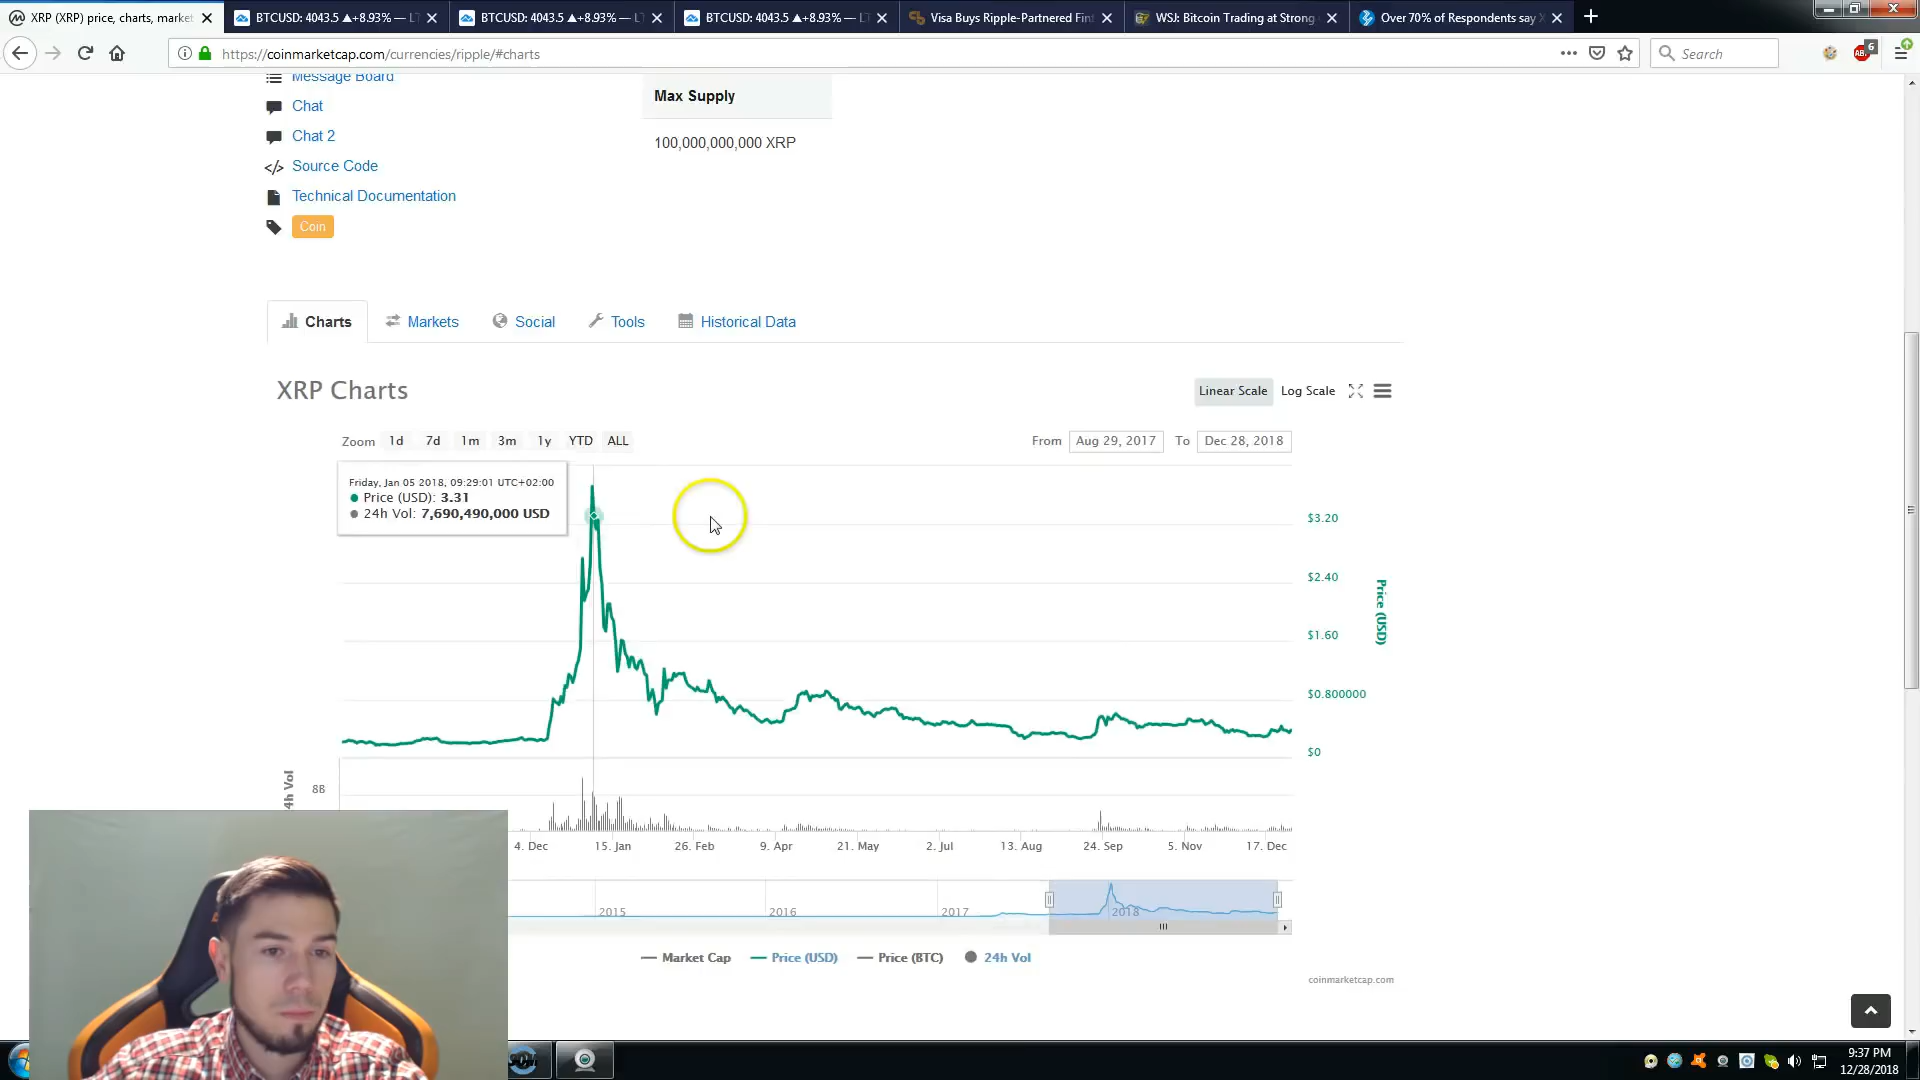 XRP (XRP) price, charts, market
BTCUSD: 4043.5 ▲+8.93% — LT
BTCUSD: 4043.5 ▲+8.93% — LT
BTCUSD: 4043.5 ▲+8.93% — LT
Visa Buys Ripple-Partnered Fin
WSJ: Bitcoin Trading at Strong
Over 70% of Respondents say X
https://coinmarketcap.com/currencies/ripple/#charts
Search
6
Message Board
Max Supply
Chat
Chat 2
100,000,000,000 XRP
Source Code
Technical Documentation
Coin
Charts
Markets
Social
Tools
Historical Data
XRP Charts
Linear Scale
Log Scale
Zoom 1d 7d 1m 3m 1y YTD ALL
From Aug 29, 2017 To Dec 28, 2018
Friday, Jan 05 2018, 09:29:01 UTC+02:00
Price (USD): 3.31
24h Vol: 7,690,490,000 USD
$3.20
$2.40
$1.60
$0.800000
$0
Price (USD)
4h Vol
8B
4. Dec 15. Jan 26. Feb 9. Apr 21. May 2. Jul 13. Aug 24. Sep 5. Nov 17. Dec
2015 2016 2017 2018
Market Cap Price (USD) Price (BTC) 24h Vol
coinmarketcap.com
9:37 PM
12/28/2018